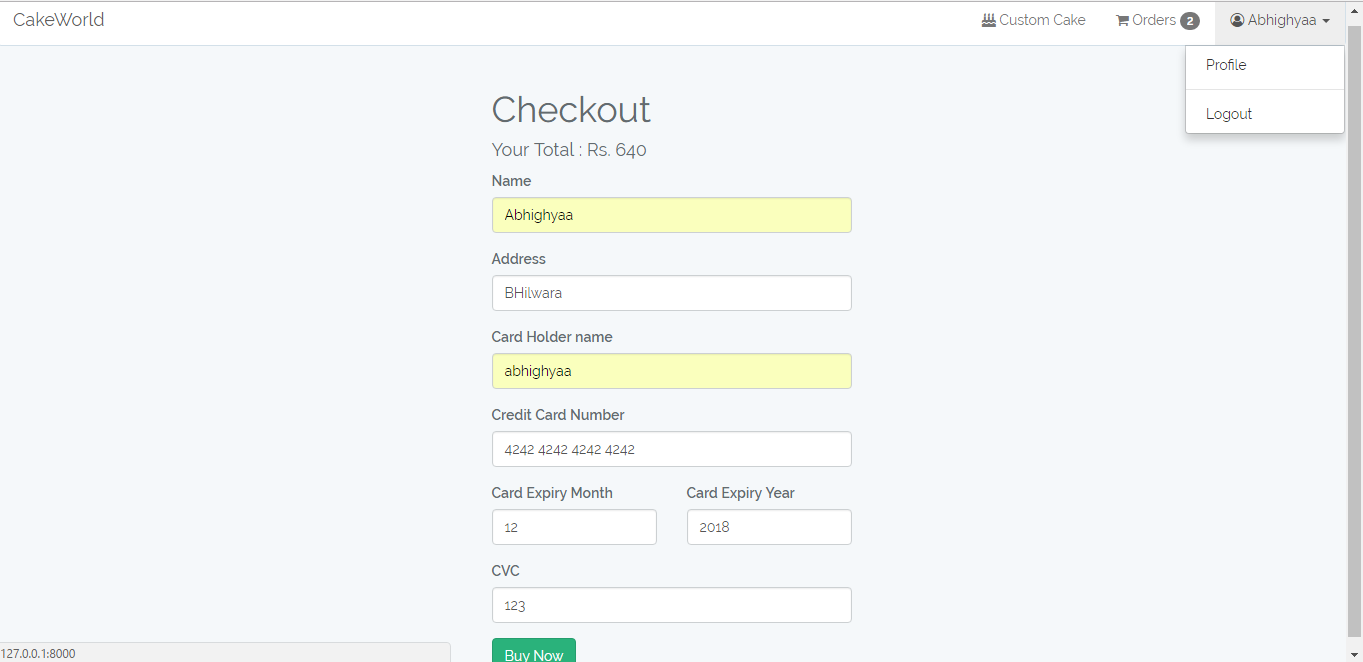 CakeWorld Custom Cake Orders 2 Abhighyaa
Profile
Logout
Checkout
Your Total : Rs. 640
Name
Abhighyaa
Address
BHilwara
Card Holder name
abhighyaa
Credit Card Number
4242 4242 4242 4242
Card Expiry Month Card Expiry Year
12 2018
CVC
123
Buy Now
127.0.0.1:8000